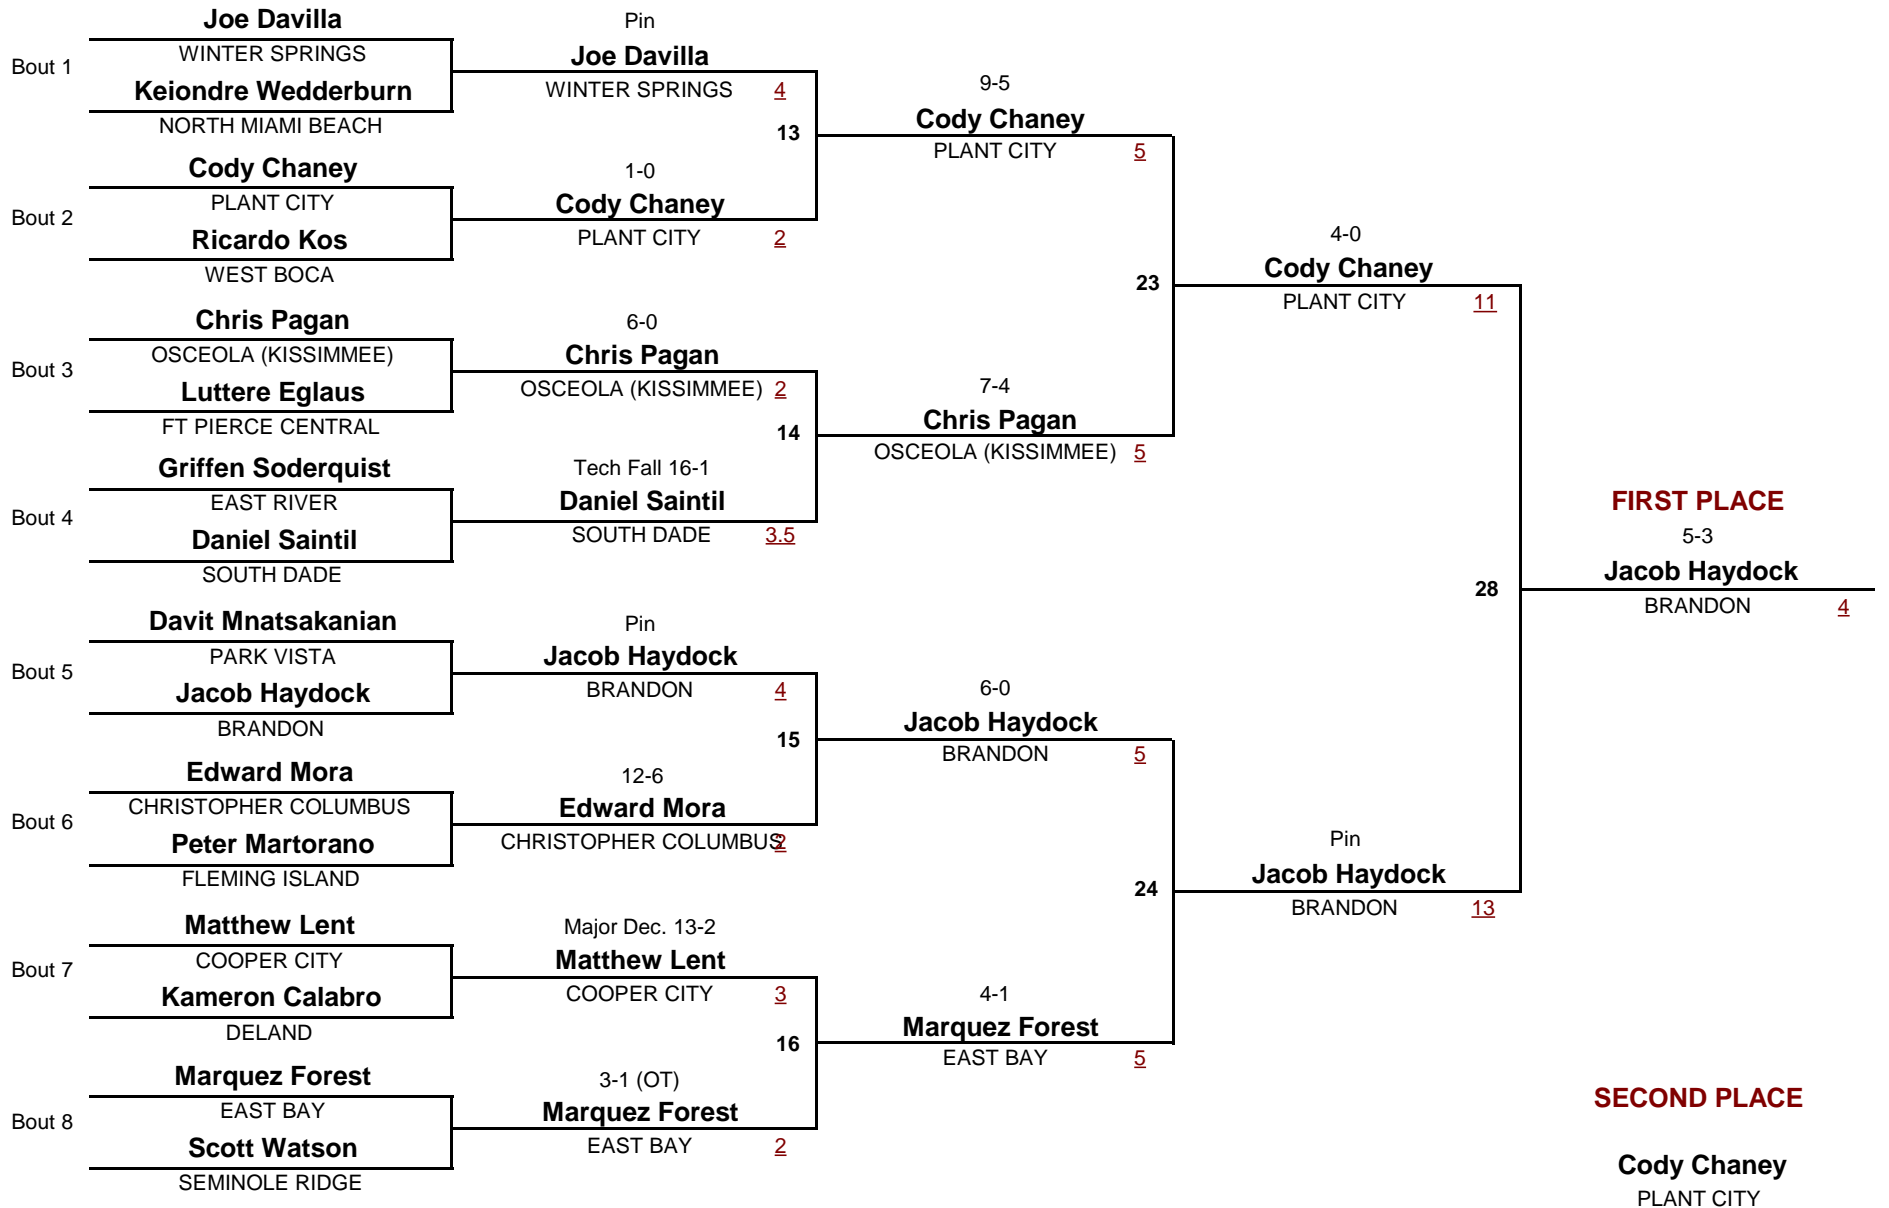 Joe Davilla
Bout 1
WINTER SPRINGS
Keiondre Wedderburn
NORTH MIAMI BEACH
Cody Chaney
Bout 2
PLANT CITY
Ricardo Kos
WEST BOCA
Chris Pagan
Bout 3
OSCEOLA (KISSIMMEE)
Luttere Eglaus
FT PIERCE CENTRAL
Griffen Soderquist
Bout 4
EAST RIVER
Daniel Saintil
SOUTH DADE
Davit Mnatsakanian
Bout 5
PARK VISTA
Jacob Haydock
BRANDON
Edward Mora
Bout 6
CHRISTOPHER COLUMBUS
Peter Martorano
FLEMING ISLAND
Matthew Lent
Bout 7
COOPER CITY
Kameron Calabro
DELAND
Marquez Forest
Bout 8
EAST BAY
Scott Watson
SEMINOLE RIDGE
Pin
Joe Davilla
WINTER SPRINGS 4
13
1-0
Cody Chaney
PLANT CITY 2
6-0
Chris Pagan
OSCEOLA (KISSIMMEE) 2
14
Tech Fall 16-1
Daniel Saintil
SOUTH DADE 3.5
Pin
Jacob Haydock
BRANDON 4
15
12-6
Edward Mora
CHRISTOPHER COLUMBUS 2
Major Dec. 13-2
Matthew Lent
COOPER CITY 3
16
3-1 (OT)
Marquez Forest
EAST BAY 2
9-5
Cody Chaney
PLANT CITY 5
23
7-4
Chris Pagan
OSCEOLA (KISSIMMEE) 5
6-0
Jacob Haydock
BRANDON 5
24
4-1
Marquez Forest
EAST BAY 5
4-0
Cody Chaney
PLANT CITY 11
28
Pin
Jacob Haydock
BRANDON 13
FIRST PLACE
5-3
Jacob Haydock
BRANDON 4
SECOND PLACE
Cody Chaney
PLANT CITY